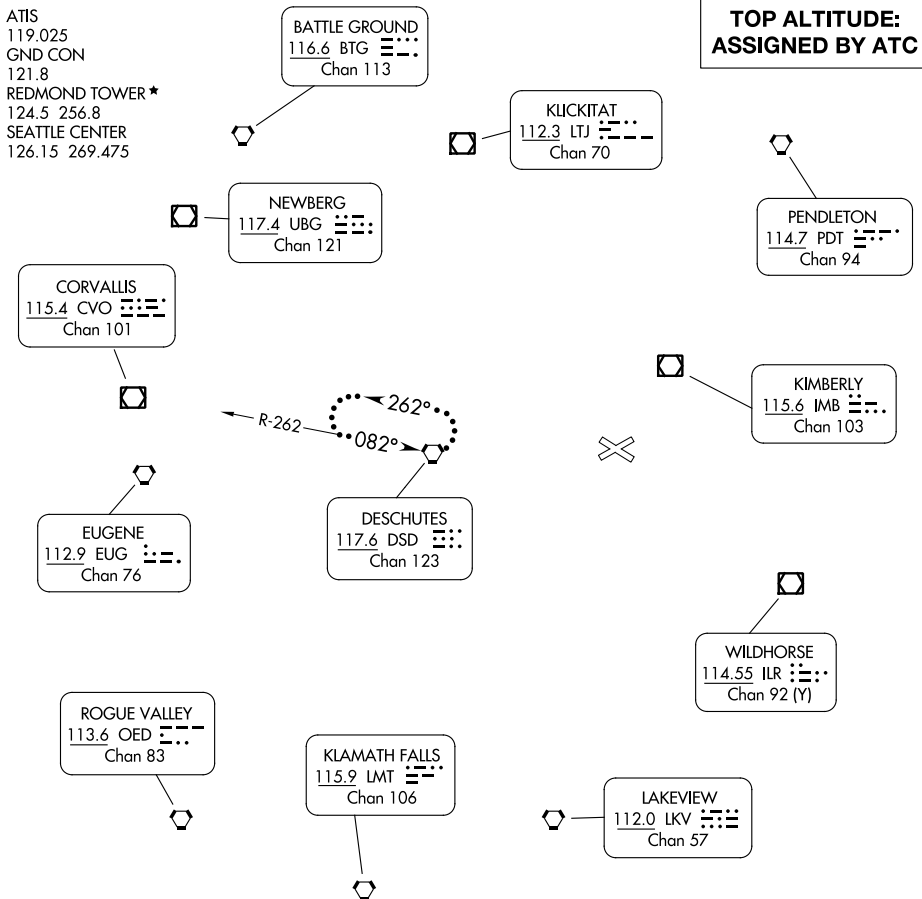 ATIS
119.025
GND CON
121.8
REDMOND TOWER ★
124.5 256.8
SEATTLE CENTER
126.15 269.475
TOP ALTITUDE:
ASSIGNED BY ATC
BATTLE GROUND
116.6 BTG
Chan 113
KLICKITAT
112.3 LTJ
Chan 70
NEWBERG
117.4 UBG
Chan 121
PENDLETON
114.7 PDT
Chan 94
CORVALLIS
115.4 CVO
Chan 101
KIMBERLY
115.6 IMB
Chan 103
262°
R-262
082°
EUGENE
112.9 EUG
Chan 76
DESCHUTES
117.6 DSD
Chan 123
WILDHORSE
114.55 ILR
Chan 92 (Y)
ROGUE VALLEY
113.6 OED
Chan 83
KLAMATH FALLS
115.9 LMT
Chan 106
LAKEVIEW
112.0 LKV
Chan 57